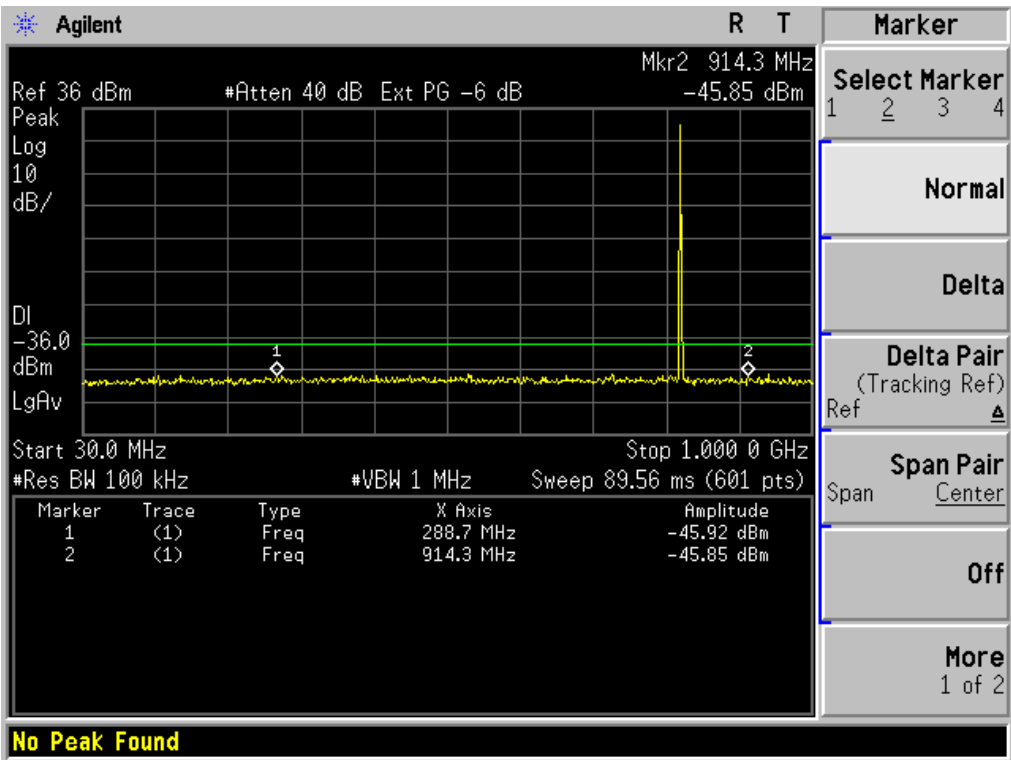 Agilent R T
Mkr2 914.3 MHz
Ref 36 dBm #Atten 40 dB Ext PG -6 dB -45.85 dBm
Peak
Log
10
dB/
DI
-36.0
dBm
LgAv
1
2
Start 30.0 MHz Stop 1.000 0 GHz
#Res BW 100 kHz #VBW 1 MHz Sweep 89.56 ms (601 pts)
Marker Trace Type X Axis Amplitude
1 (1) Freq 288.7 MHz -45.92 dBm
2 (1) Freq 914.3 MHz -45.85 dBm
No Peak Found
Marker
Select Marker
1 2 3 4
Normal
Delta
Delta Pair
(Tracking Ref)
Ref Δ
Span Pair
Span Center
Off
More
1 of 2